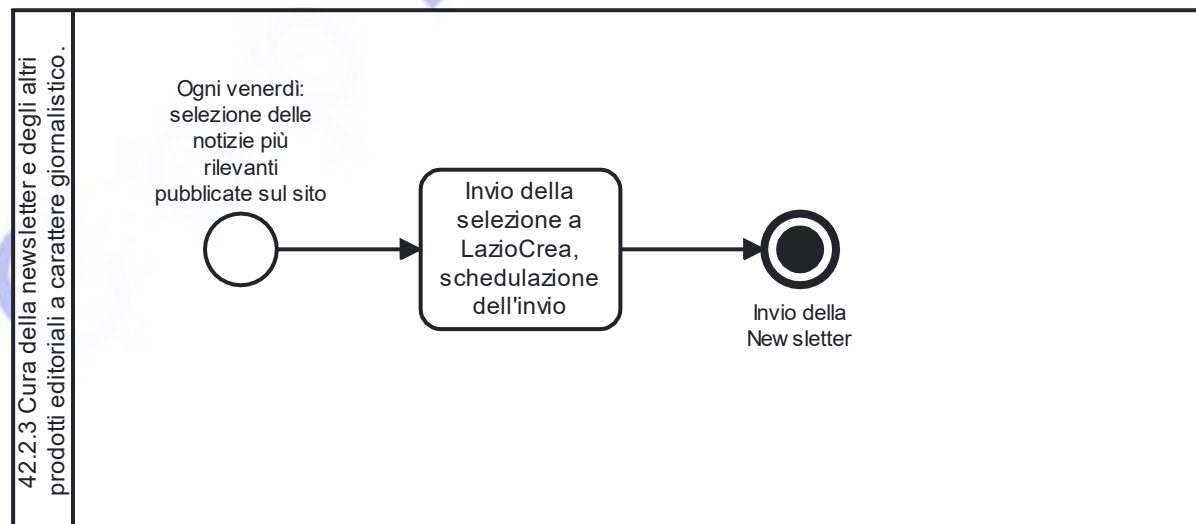 42.2.3 Cura della newsletter e degli altri
prodotti editoriali a carattere giornalistico.
Ogni venerdì:
selezione delle
notizie più
rilevanti
pubblicate sul sito
Invio della
selezione a
LazioCrea,
schedulazione
dell'invio
Invio della
New sletter